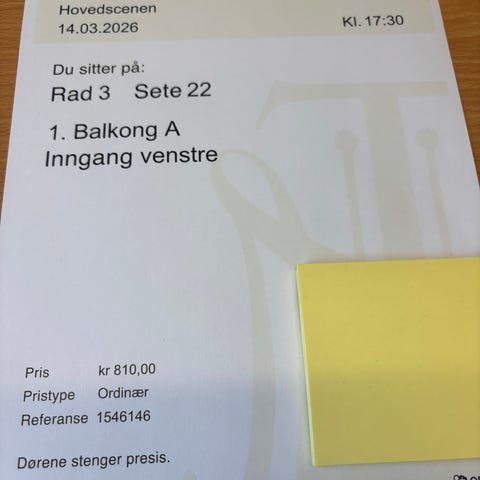 Hovedscenen
14.03.2026 Kl. 17:30
Du sitter på:
Rad 3 Sete 22
1. Balkong A
Inngang venstre
Pris kr 810,00
Pristype Ordinær
Referanse 1546146
Dørene stenger presis.